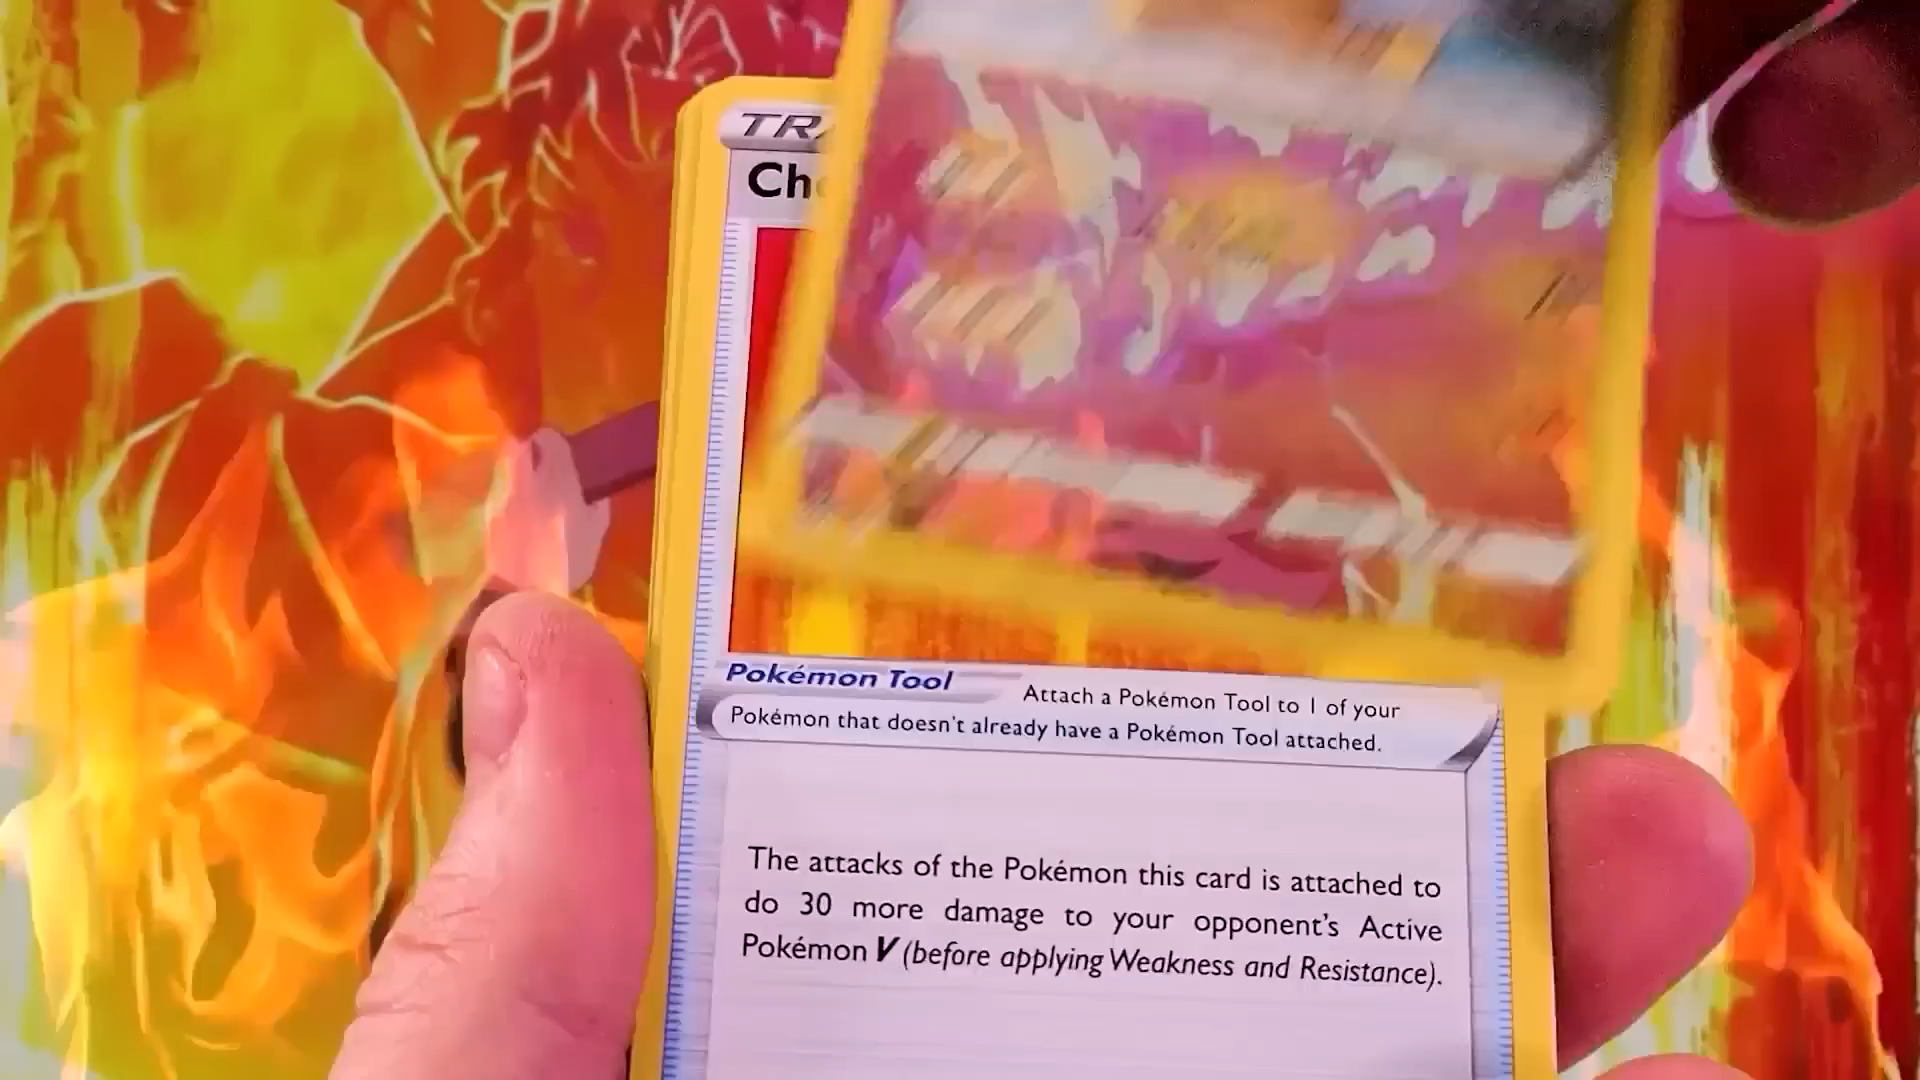 TRA
Cho
Pokémon Tool
Attach a Pokémon Tool to 1 of your
Pokémon that doesn't already have a Pokémon Tool attached.
The attacks of the Pokémon this card is attached to
do 30 more damage to your opponent's Active
Pokémon V (before applying Weakness and Resistance).